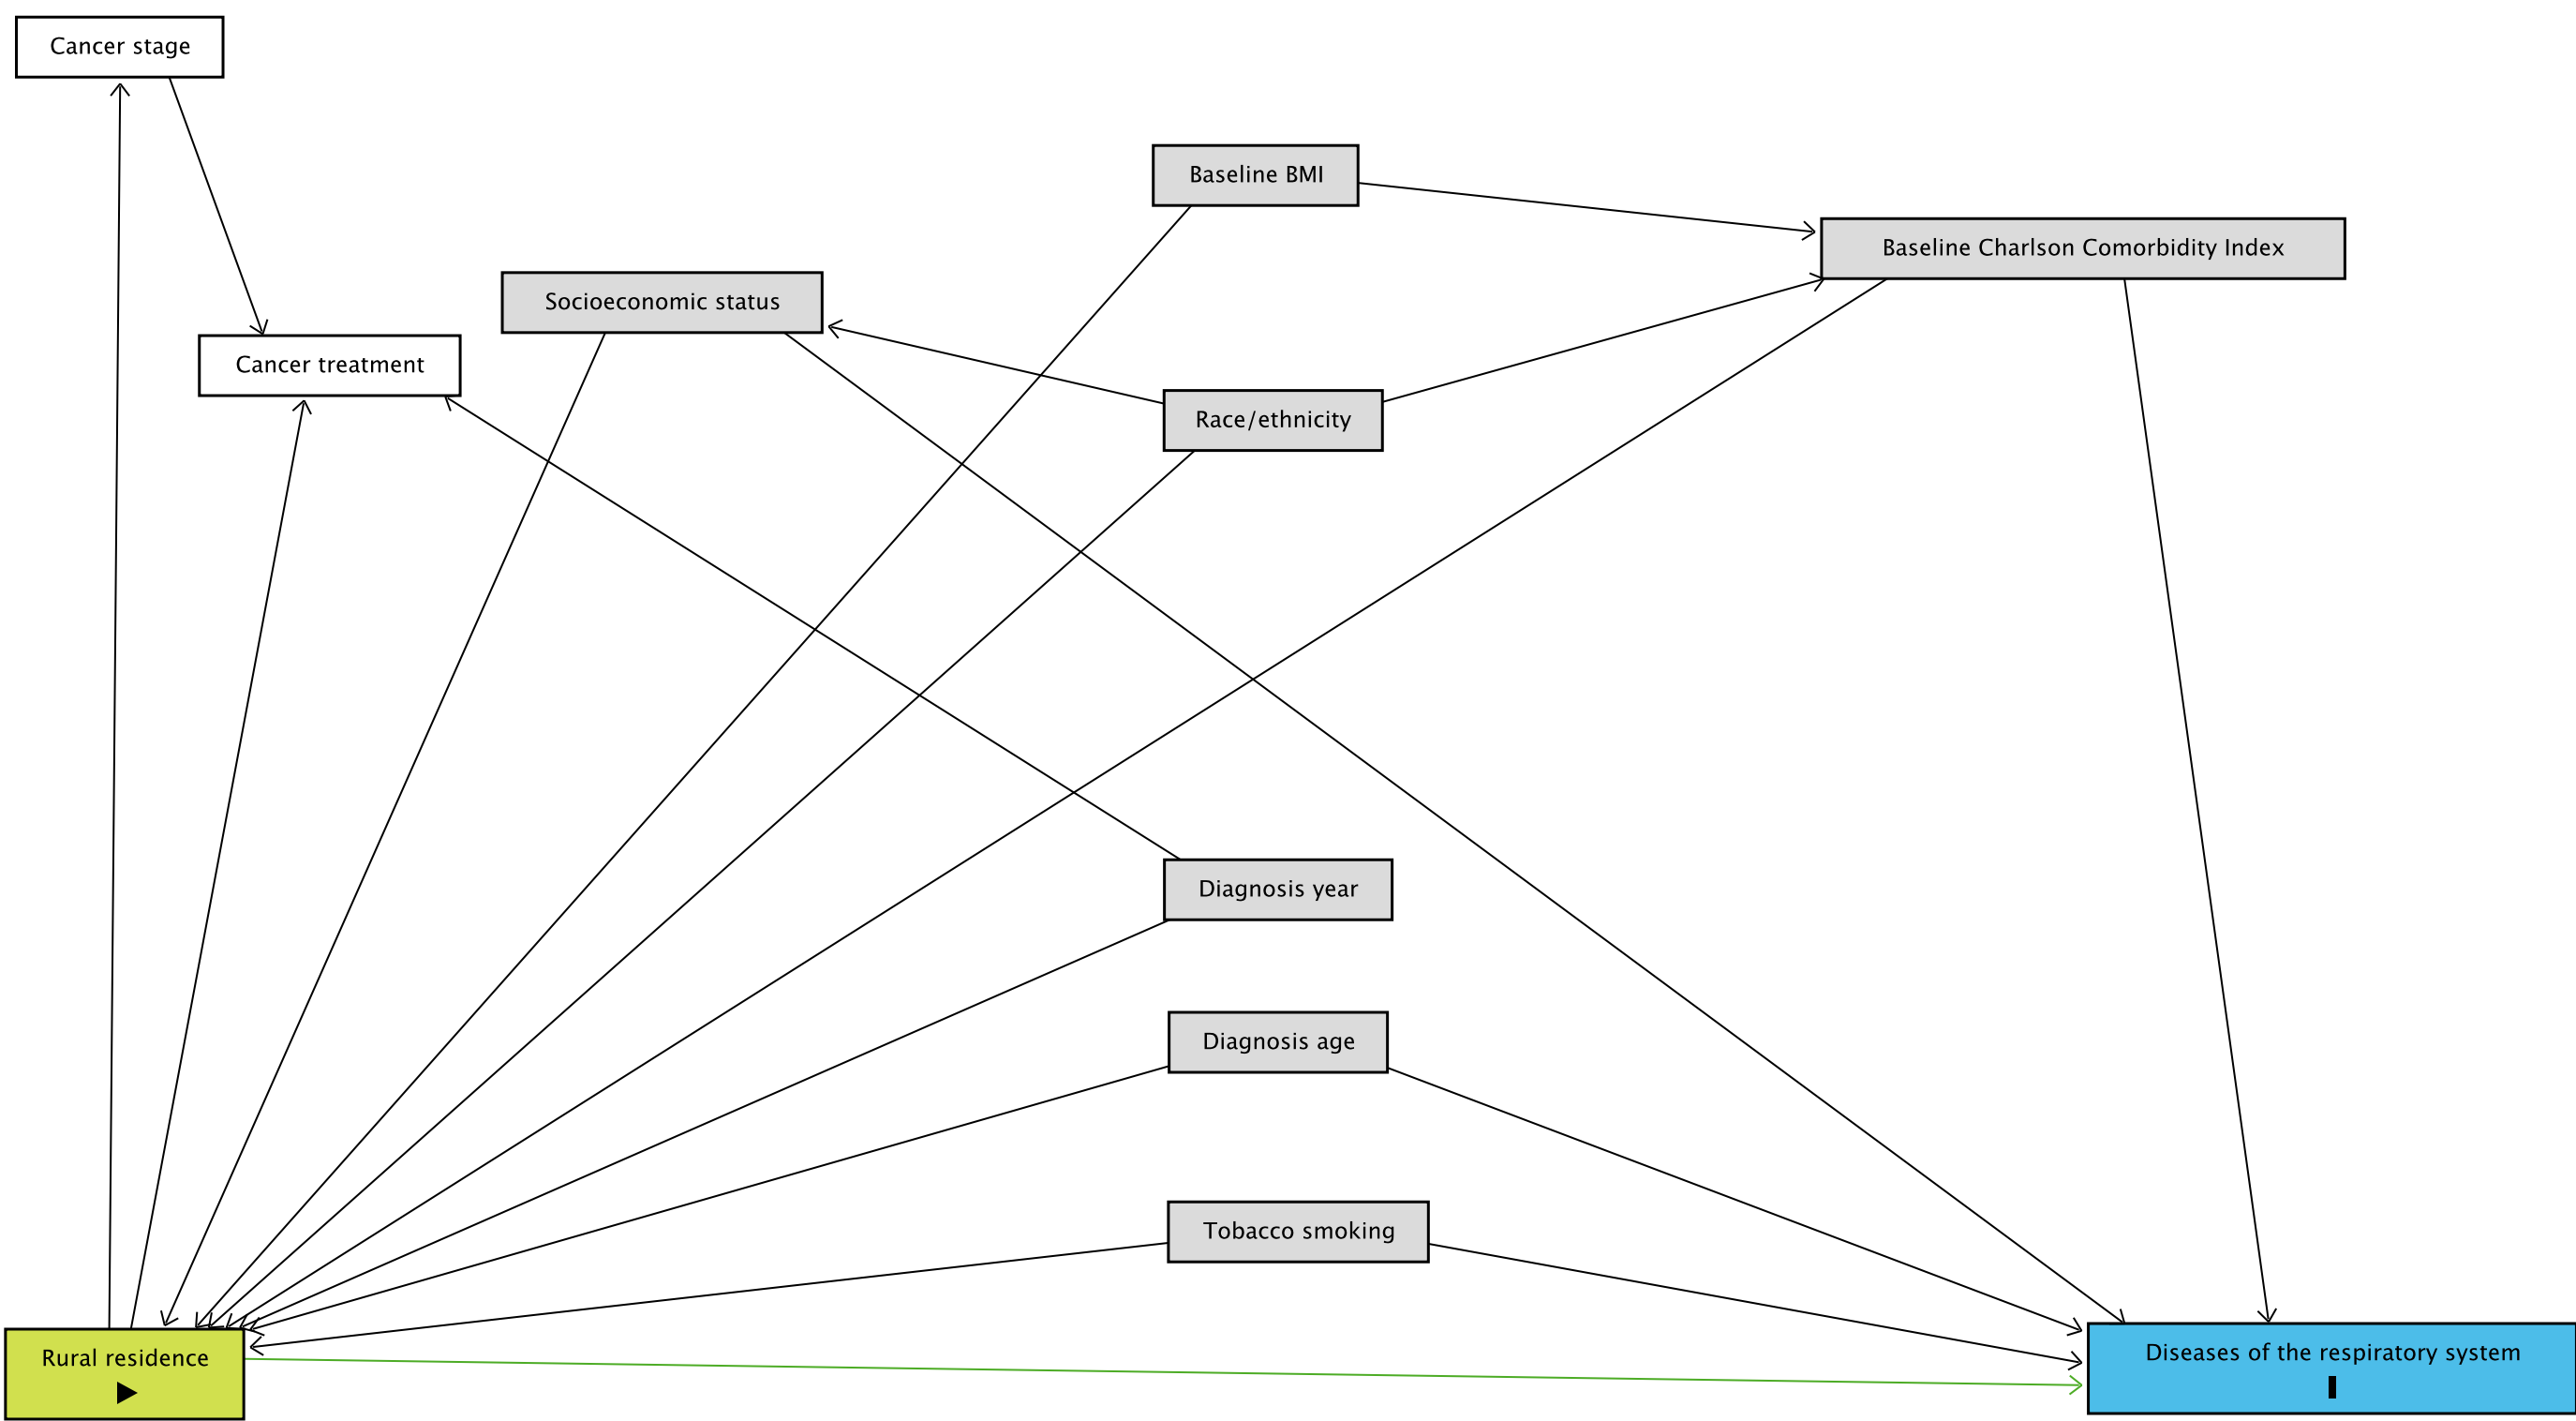 Cancer stage
Baseline BMI
Baseline Charlson Comorbidity Index
Socioeconomic status
Cancer treatment
Race/ethnicity
Diagnosis year
Diagnosis age
Tobacco smoking
Rural residence
Diseases of the respiratory system